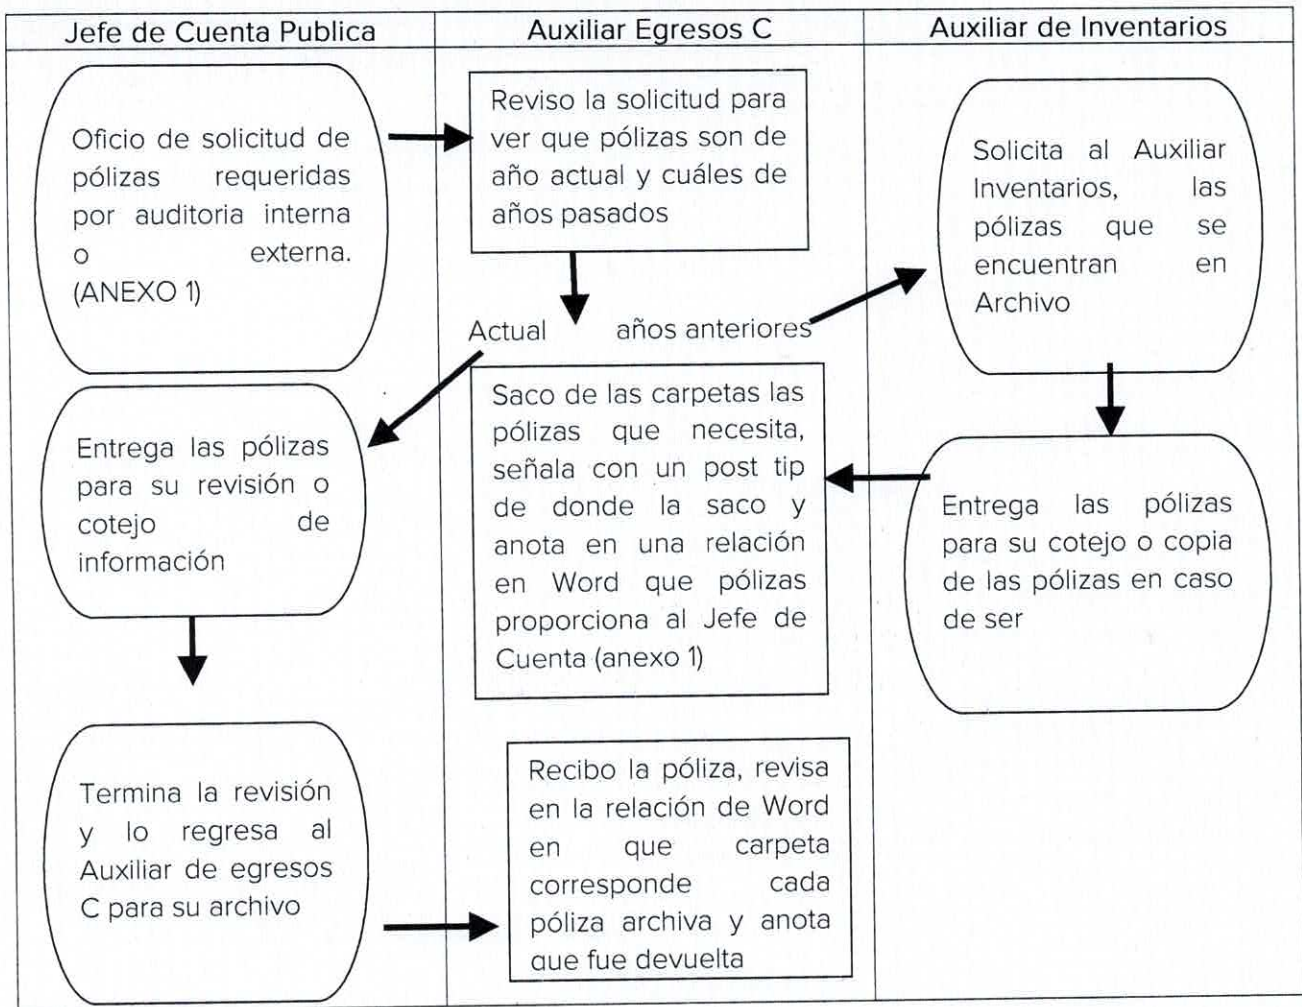 Jefe de Cuenta Publica
Auxiliar Egresos C
Auxiliar de Inventarios
Oficio de solicitud de
pólizas requeridas
por auditoria interna
o externa.
(ANEXO 1)
Reviso la solicitud para
ver que pólizas son de
año actual y cuáles de
años pasados
Solicita al Auxiliar
Inventarios, las
pólizas que se
encuentran en
Archivo
Actual años anteriores
Entrega las pólizas
para su revisión o
cotejo de
información
Saco de las carpetas las
pólizas que necesita,
señala con un post tip
de donde la saco y
anota en una relación
en Word que pólizas
proporciona al Jefe de
Cuenta (anexo 1)
Entrega las pólizas
para su cotejo o copia
de las pólizas en caso
de ser
Termina la revisión
y lo regresa al
Auxiliar de egresos
C para su archivo
Recibo la póliza, revisa
en la relación de Word
en que carpeta
corresponde cada
póliza archiva y anota
que fue devuelta